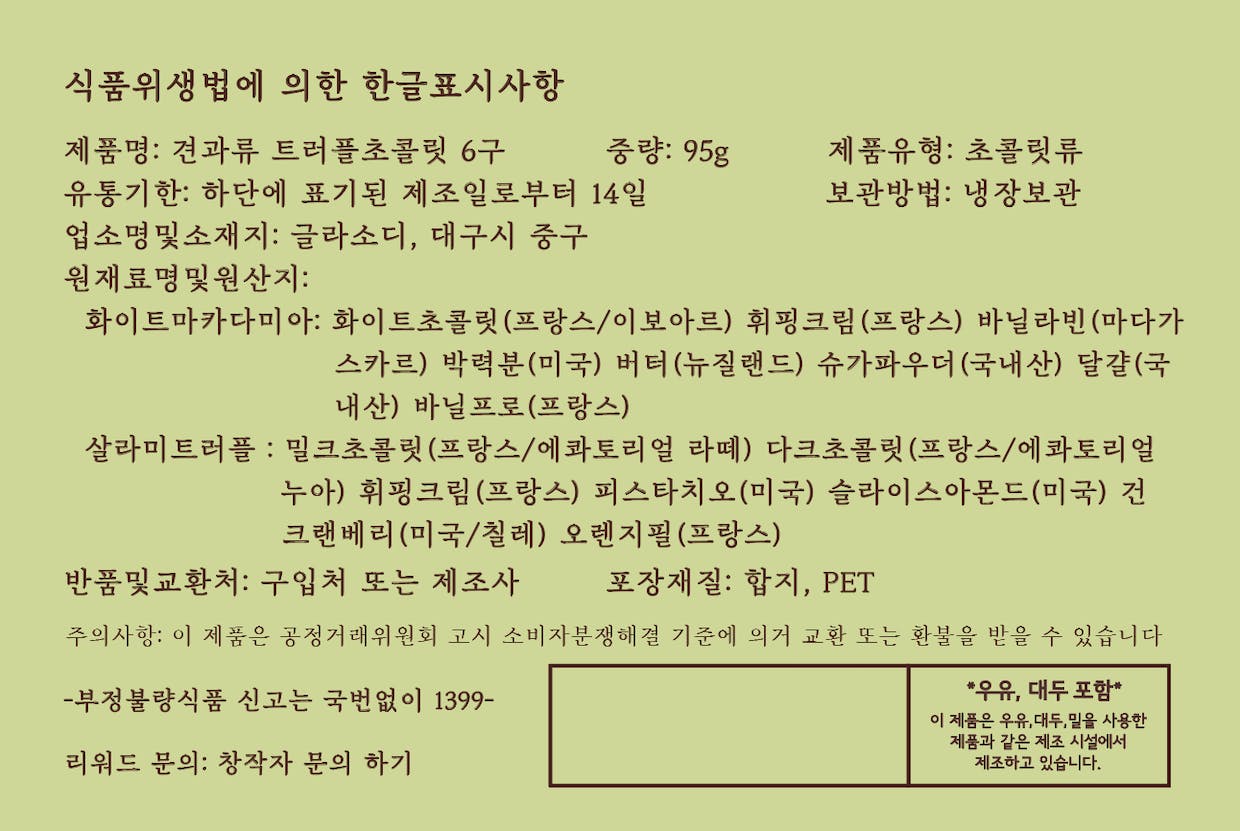 식품위생법에 의한 한글표시사항
제품명: 견과류 트러플초콜릿 6구 중량: 95g 제품유형: 초콜릿류
유통기한: 하단에 표기된 제조일로부터 14일 보관방법: 냉장보관
업소명및소재지: 글라소디, 대구시 중구
원재료명및원산지:
화이트마카다미아: 화이트초콜릿(프랑스/이보아르) 휘핑크림(프랑스) 바닐라빈(마다가
스카르) 박력분(미국) 버터(뉴질랜드) 슈가파우더(국내산) 달걀(국
내산) 바닐프로(프랑스)
살라미트러플 : 밀크초콜릿(프랑스/에콰토리얼 라떼) 다크초콜릿(프랑스/에콰토리얼
누아) 휘핑크림(프랑스) 피스타치오(미국) 슬라이스아몬드(미국) 건
크랜베리(미국/칠레) 오렌지필(프랑스)
반품및교환처: 구입처 또는 제조사 포장재질: 합지, PET
주의사항: 이 제품은 공정거래위원회 고시 소비자분쟁해결 기준에 의거 교환 또는 환불을 받을 수 있습니다
-부정불량식품 신고는 국번없이 1399-
리워드 문의: 창작자 문의 하기
*우유, 대두 포함*
이 제품은 우유,대두,밀을 사용한
제품과 같은 제조 시설에서
제조하고 있습니다.